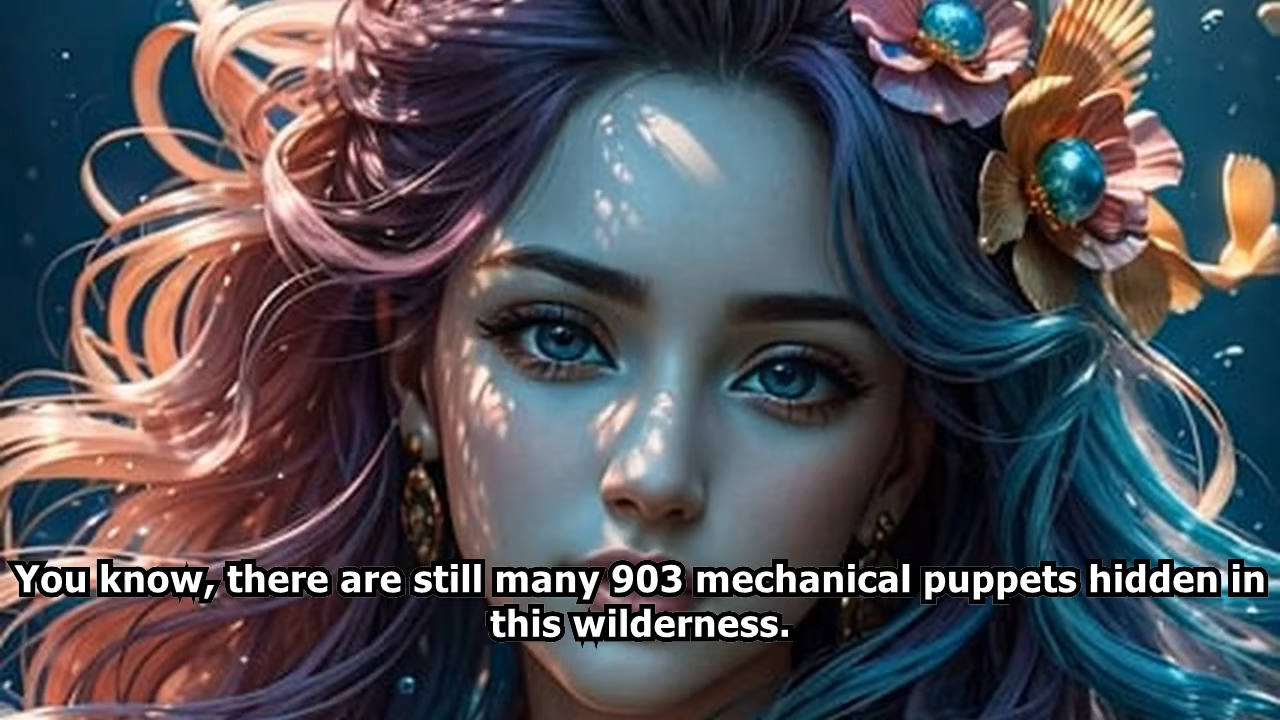 You know, there are still many 903 mechanical puppets hidden in
this wilderness.